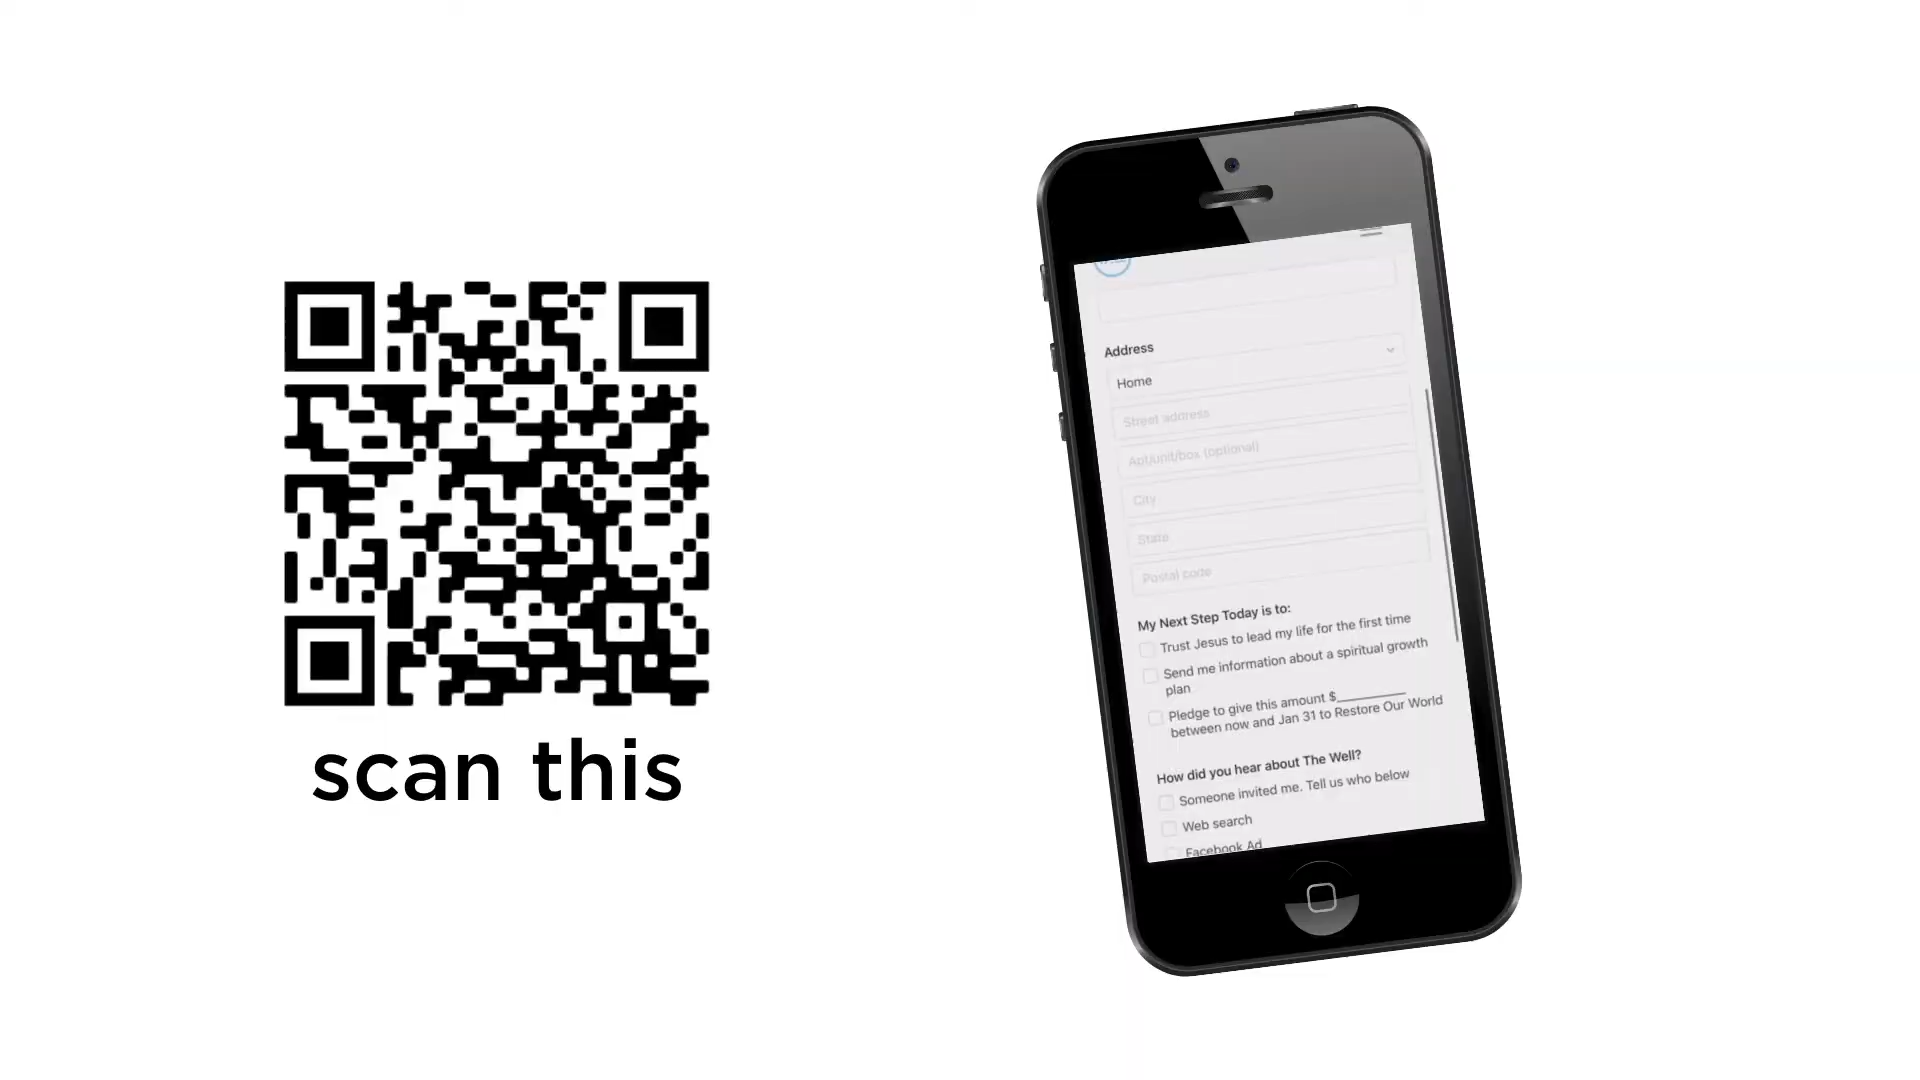 scan this
Address
Home
Street address
Apt/unit/box (optional)
City
State
Postal code
My Next Step Today is to:
Trust Jesus to lead my life for the first time
Send me information about a spiritual growth
plan
Pledge to give this amount $__________
between now and Jan 31 to Restore Our World
How did you hear about The Well?
Someone invited me. Tell us who below
Web search
Facebook Ad